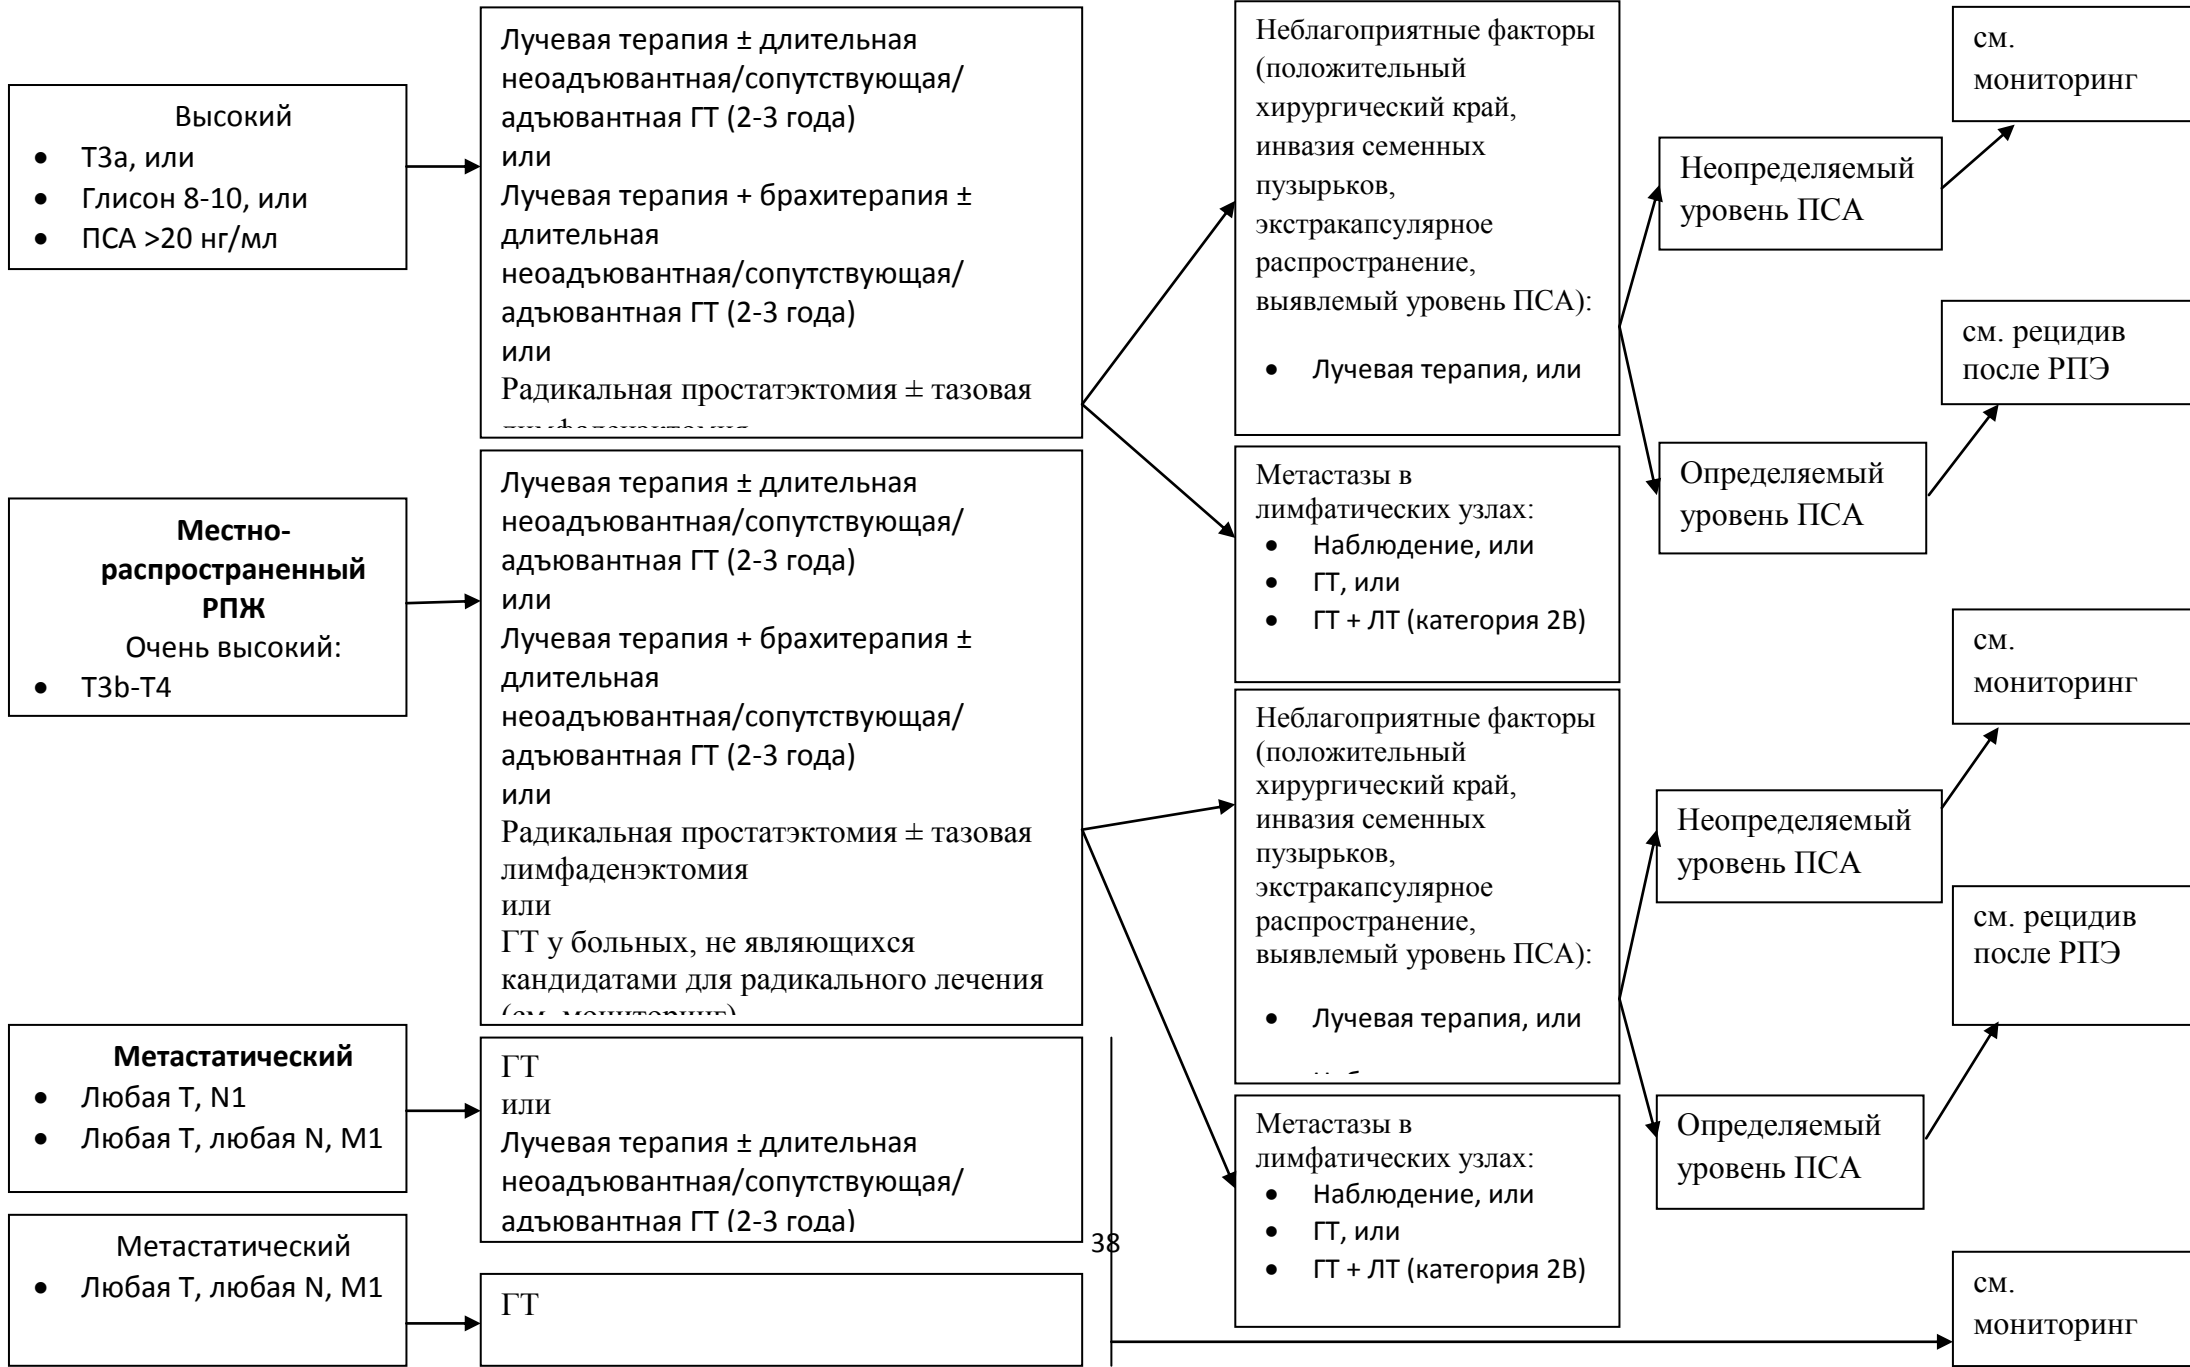 Высокий
• Т3а, или
• Глисон 8-10, или
• ПСА >20 нг/мл
Лучевая терапия ± длительная
неоадъювантная/сопутствующая/
адъювантная ГТ (2-3 года)
или
Лучевая терапия + брахитерапия ±
длительная
неоадъювантная/сопутствующая/
адъювантная ГТ (2-3 года)
или
Радикальная простатэктомия ± тазовая
Неблагоприятные факторы
(положительный
хирургический край,
инвазия семенных
пузырьков,
экстракапсулярное
распространение,
выявлемый уровень ПСА):
• Лучевая терапия, или
Метастазы в
лимфатических узлах:
• Наблюдение, или
• ГТ, или
• ГТ + ЛТ (категория 2В)
Неопределяемый
уровень ПСА
см.
мониторинг
Определяемый
уровень ПСА
см. рецидив
после РПЭ
Местно-
распространенный
РПЖ
Очень высокий:
• T3b-T4
Лучевая терапия ± длительная
неоадъювантная/сопутствующая/
адъювантная ГТ (2-3 года)
или
Лучевая терапия + брахитерапия ±
длительная
неоадъювантная/сопутствующая/
адъювантная ГТ (2-3 года)
или
Радикальная простатэктомия ± тазовая
лимфаденэктомия
или
ГТ у больных, не являющихся
кандидатами для радикального лечения
(см. мониторинг)
Неблагоприятные факторы
(положительный
хирургический край,
инвазия семенных
пузырьков,
экстракапсулярное
распространение,
выявлемый уровень ПСА):
• Лучевая терапия, или
Метастазы в
лимфатических узлах:
• Наблюдение, или
• ГТ, или
• ГТ + ЛТ (категория 2В)
Неопределяемый
уровень ПСА
см.
мониторинг
Определяемый
уровень ПСА
см. рецидив
после РПЭ
Метастатический
• Любая Т, N1
• Любая Т, любая N, М1
ГТ
или
Лучевая терапия ± длительная
неоадъювантная/сопутствующая/
адъювантная ГТ (2-3 года)
Метастатический
• Любая Т, любая N, М1
ГТ
38
см.
мониторинг